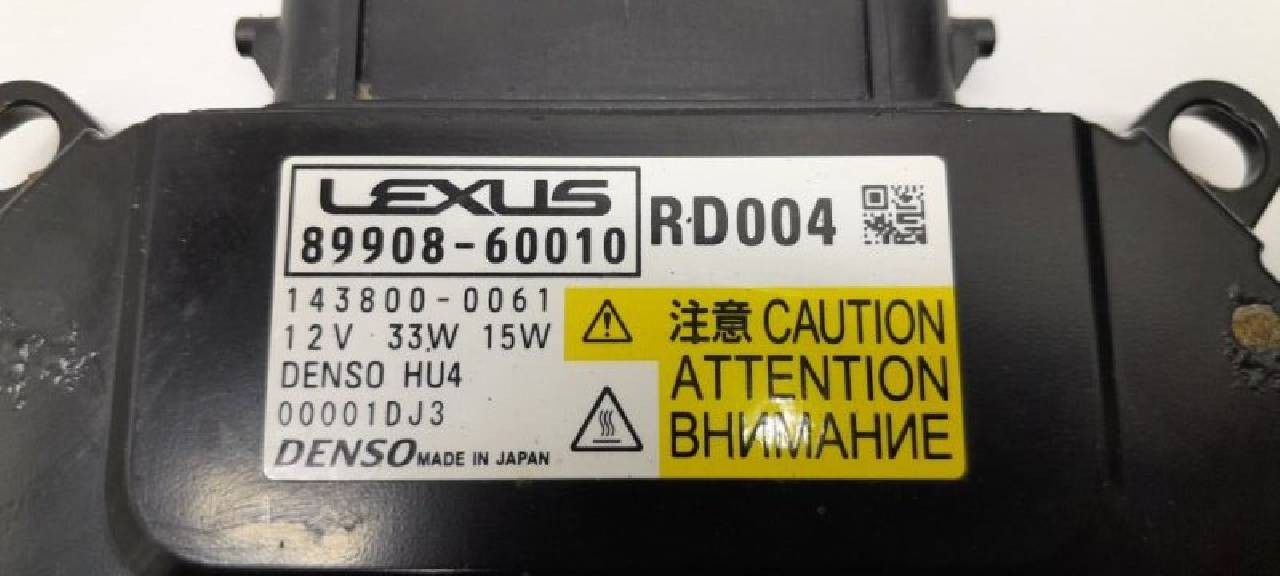 LEXUS
89908-60010
RD004
143800-0061
12V 33W 15W
DENSO HU4
00001DJ3
DENSO MADE IN JAPAN
注意 CAUTION
ATTENTION
ВНИМАНИЕ